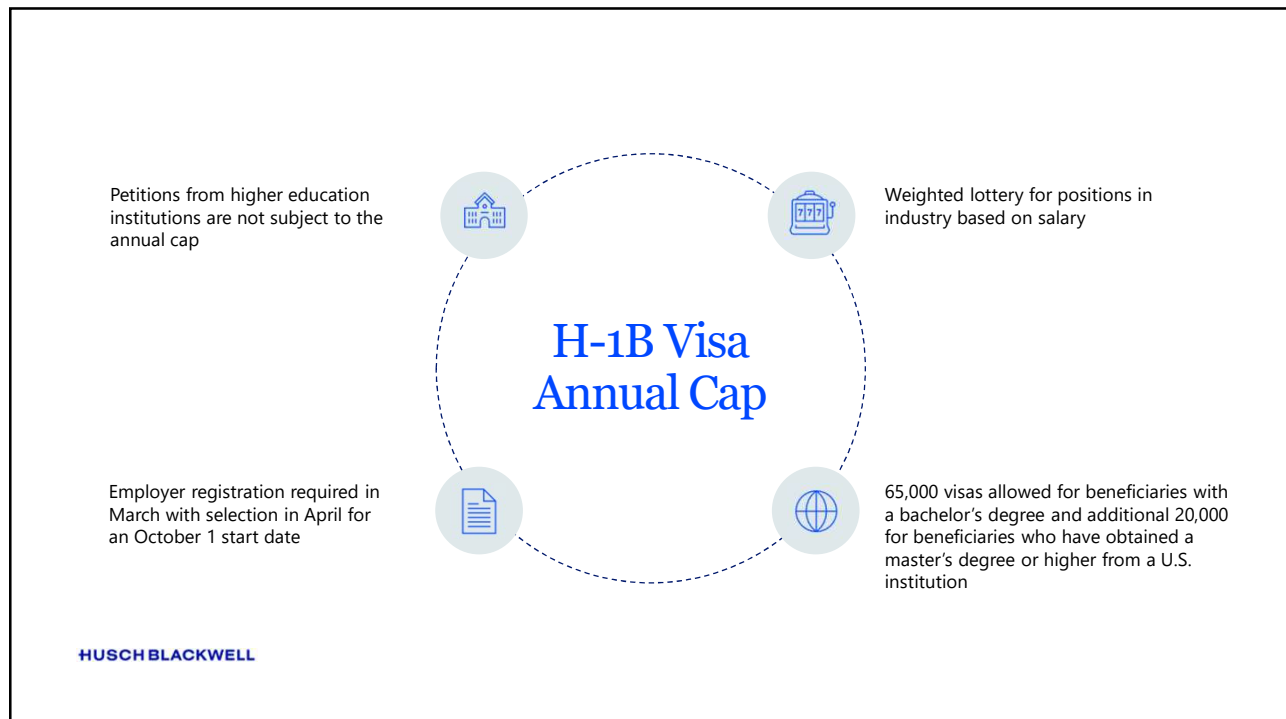 Petitions from higher education
institutions are not subject to the
annual cap
777
Weighted lottery for positions in
industry based on salary
H-1B Visa
Annual Cap
Employer registration required in
March with selection in April for
an October 1 start date
65,000 visas allowed for beneficiaries with
a bachelor’s degree and additional 20,000
for beneficiaries who have obtained a
master’s degree or higher from a U.S.
institution
HUSCH BLACKWELL